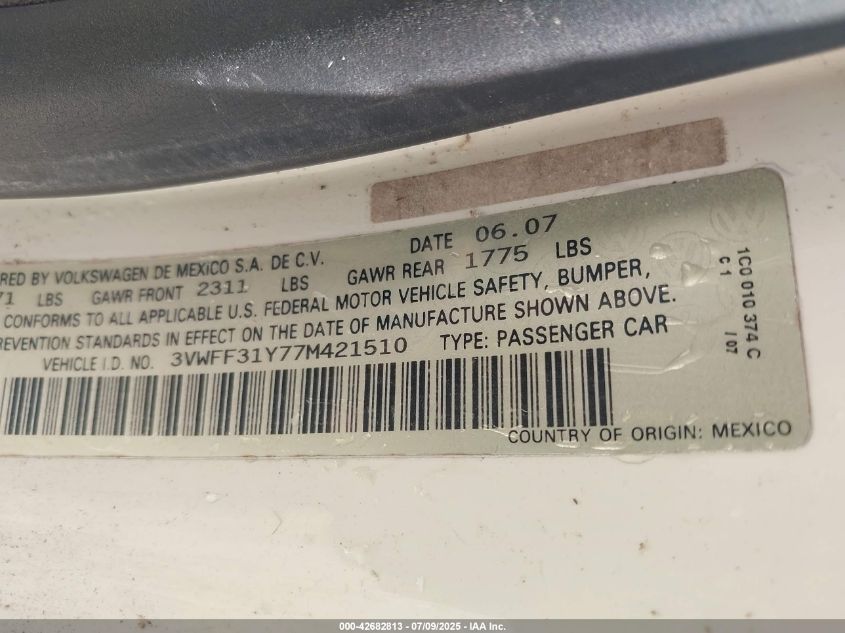 DATE 06.07
RED BY VOLKSWAGEN DE MEXICO S.A. DE C.V.
71 LBS GAWR FRONT 2311 LBS GAWR REAR 1775 LBS
CONFORMS TO ALL APPLICABLE U.S. FEDERAL MOTOR VEHICLE SAFETY, BUMPER,
REVENTION STANDARDS IN EFFECT ON THE DATE OF MANUFACTURE SHOWN ABOVE.
VEHICLE I.D. NO. 3VWFF31Y77M421510 TYPE: PASSENGER CAR
COUNTRY OF ORIGIN: MEXICO
1C0 010 374 C
C1 / 07
000-42682813 - 07/09/2025 - IAA Inc.